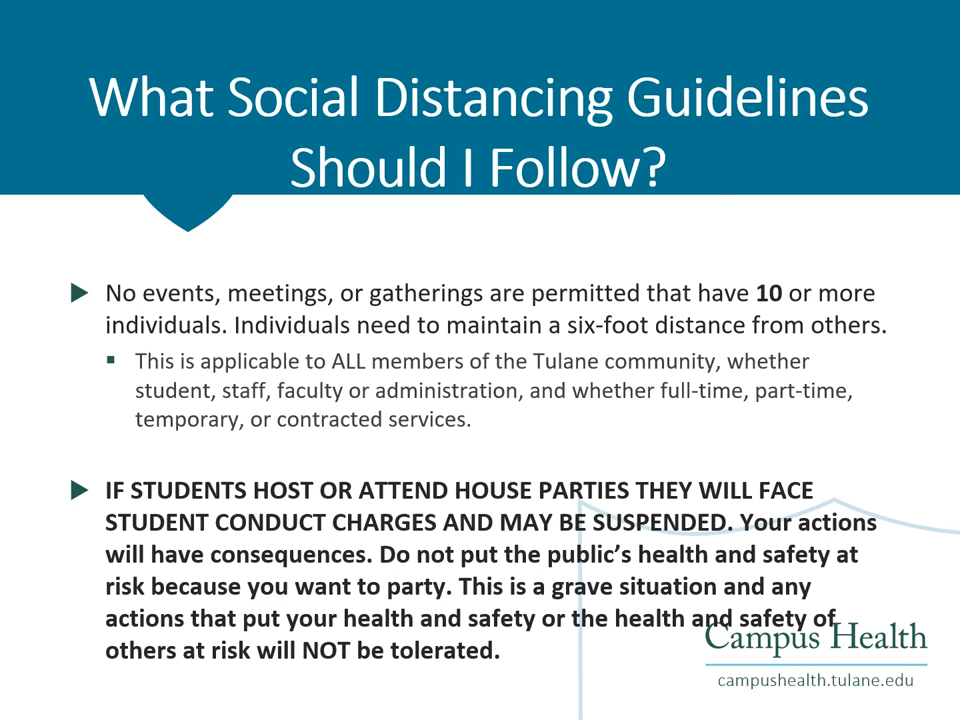 What Social Distancing Guidelines
Should I Follow?
No events, meetings, or gatherings are permitted that have 10 or more
individuals. Individuals need to maintain a six-foot distance from others.
This is applicable to ALL members of the Tulane community, whether
student, staff, faculty or administration, and whether full-time, part-time,
temporary, or contracted services.
IF STUDENTS HOST OR ATTEND HOUSE PARTIES THEY WILL FACE
STUDENT CONDUCT CHARGES AND MAY BE SUSPENDED. Your actions
will have consequences. Do not put the public’s health and safety at
risk because you want to party. This is a grave situation and any
actions that put your health and safety or the health and safety of
others at risk will NOT be tolerated.
Campus Health
campushealth.tulane.edu